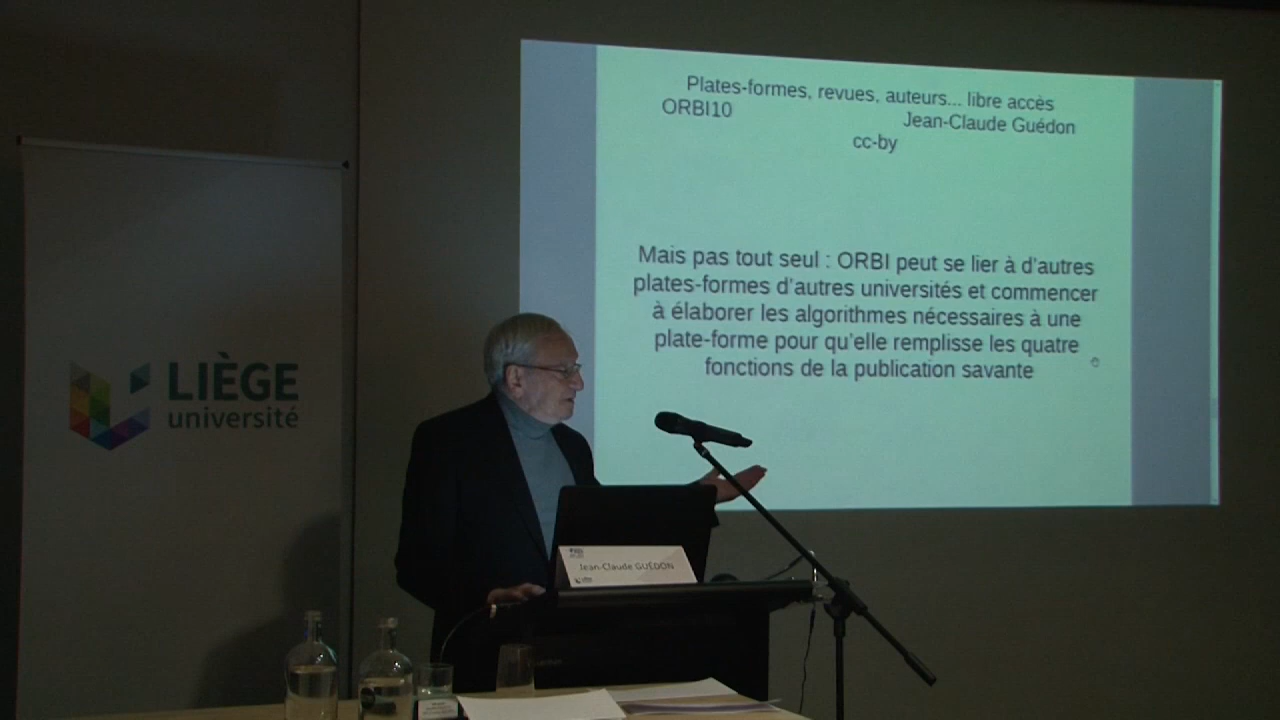 Plates-formes, revues, auteurs... libre accès
ORBI10 Jean-Claude Guédon
cc-by
Mais pas tout seul : ORBI peut se lier à d'autres
plates-formes d'autres universités et commencer
à élaborer les algorithmes nécessaires à une
plate-forme pour qu'elle remplisse les quatre
fonctions de la publication savante
LIÈGE
université
Jean-Claude GUÉDON